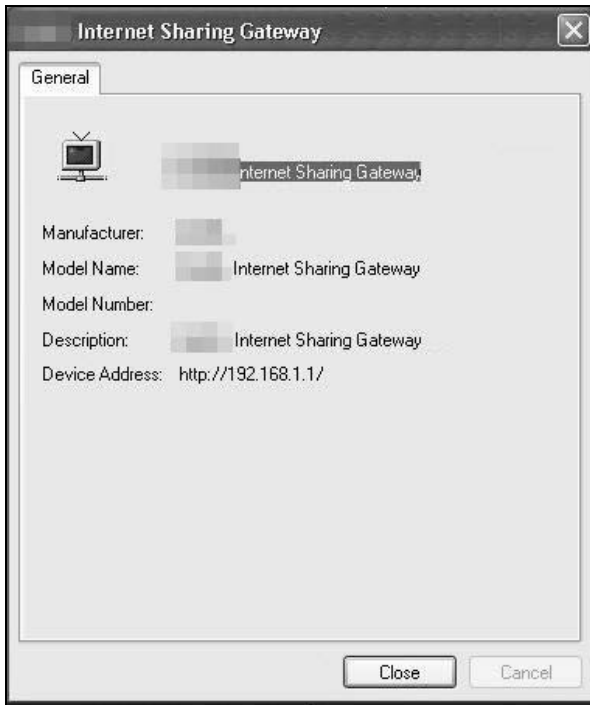 Internet Sharing Gateway
General
nternet Sharing Gateway
Manufacturer:
Model Name: Internet Sharing Gateway
Model Number:
Description: Internet Sharing Gateway
Device Address: http://192.168.1.1/
Close Cancel